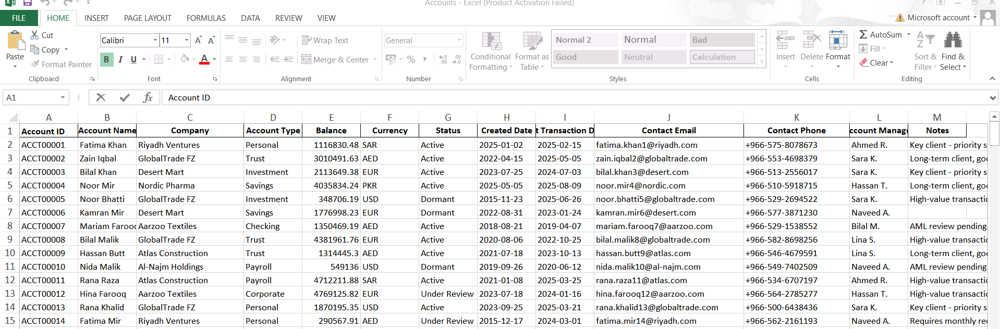 Accounts - Excel (Product Activation Failed)
FILE HOME INSERT PAGE LAYOUT FORMULAS DATA REVIEW VIEW Microsoft account
Cut
Copy
Format Painter
Paste
Clipboard
Calibri 11
B I U A
Font
Wrap Text
Merge & Center
Alignment
General
% ,
Number
Conditional Formatting
Format as Table
Normal 2 Normal Bad
Good Neutral Calculation
Styles
Insert Delete Format
Cells
AutoSum
Fill
Clear
Sort & Filter
Find & Select
Editing
A1 fx Account ID
A B C D E F G H I J K L M
1 Account ID Account Name Company Account Type Balance Currency Status Created Date t Transaction D Contact Email Contact Phone ccount Manage Notes
2 ACCT00001 Fatima Khan Riyadh Ventures Personal 1116830.48 SAR Active 2025-01-02 2025-02-15 fatima.khan1@riyadh.com +966-575-8078673 Ahmed R. Key client - priority s
3 ACCT00002 Zain Iqbal GlobalTrade FZ Trust 3010491.63 AED Active 2022-04-15 2025-05-05 zain.iqbal2@globaltrade.com +966-553-4698379 Sara K. Long-term client, goo
4 ACCT00003 Bilal Khan Desert Mart Investment 2113649.38 EUR Active 2023-07-25 2024-07-03 bilal.khan3@desert.com +966-513-2556017 Sara K. Key client - priority s
5 ACCT00004 Noor Mir Nordic Pharma Savings 4035834.24 PKR Active 2025-05-05 2025-08-09 noor.mir4@nordic.com +966-510-5918715 Hassan T. Long-term client, goo
6 ACCT00005 Noor Bhatti GlobalTrade FZ Investment 348706.19 USD Dormant 2015-11-23 2025-06-26 noor.bhatti5@globaltrade.com +966-529-2694522 Sara K. High-value transactio
7 ACCT00006 Kamran Mir Desert Mart Savings 1776998.23 EUR Dormant 2022-08-31 2023-01-24 kamran.mir6@desert.com +966-577-3871230 Naveed A.
8 ACCT00007 Mariam Farooq Aarzoo Textiles Checking 1350469.19 AED Active 2018-08-21 2019-04-07 mariam.farooq7@aarzoo.com +966-529-1538552 Bilal M. AML review pending
9 ACCT00008 Bilal Malik GlobalTrade FZ Trust 4381961.76 EUR Active 2020-08-06 2022-10-25 bilal.malik8@globaltrade.com +966-582-8698256 Lina S. High-value transactio
10 ACCT00009 Hassan Butt Atlas Construction Trust 1314445.3 AED Active 2021-07-18 2023-10-13 hassan.butt9@atlas.com +966-546-4679591 Lina S. Long-term client, goo
11 ACCT00010 Nida Malik Al-Najm Holdings Payroll 549136 USD Dormant 2019-09-26 2020-06-12 nida.malik10@al-najm.com +966-549-7402509 Naveed A. AML review pending
12 ACCT00011 Rana Raza Atlas Construction Payroll 4712211.88 SAR Active 2021-01-08 2025-03-25 rana.raza11@atlas.com +966-534-6707197 Ahmed R. High-value transactio
13 ACCT00012 Hina Farooq Aarzoo Textiles Corporate 4769125.82 EUR Under Review 2023-07-18 2024-01-16 hina.farooq12@aarzoo.com +966-564-2785277 Hassan T. High-value transactio
14 ACCT00013 Rana Khalid GlobalTrade FZ Personal 1870195.35 USD Active 2023-09-25 2025-03-21 rana.khalid13@globaltrade.com +966-500-6438436 Sara K. Key client - priority s
15 ACCT00014 Fatima Mir Riyadh Ventures Personal 290567.91 AED Under Review 2015-12-17 2024-03-01 fatima.mir14@riyadh.com +966-562-2161193 Naveed A. Requires monthly rec